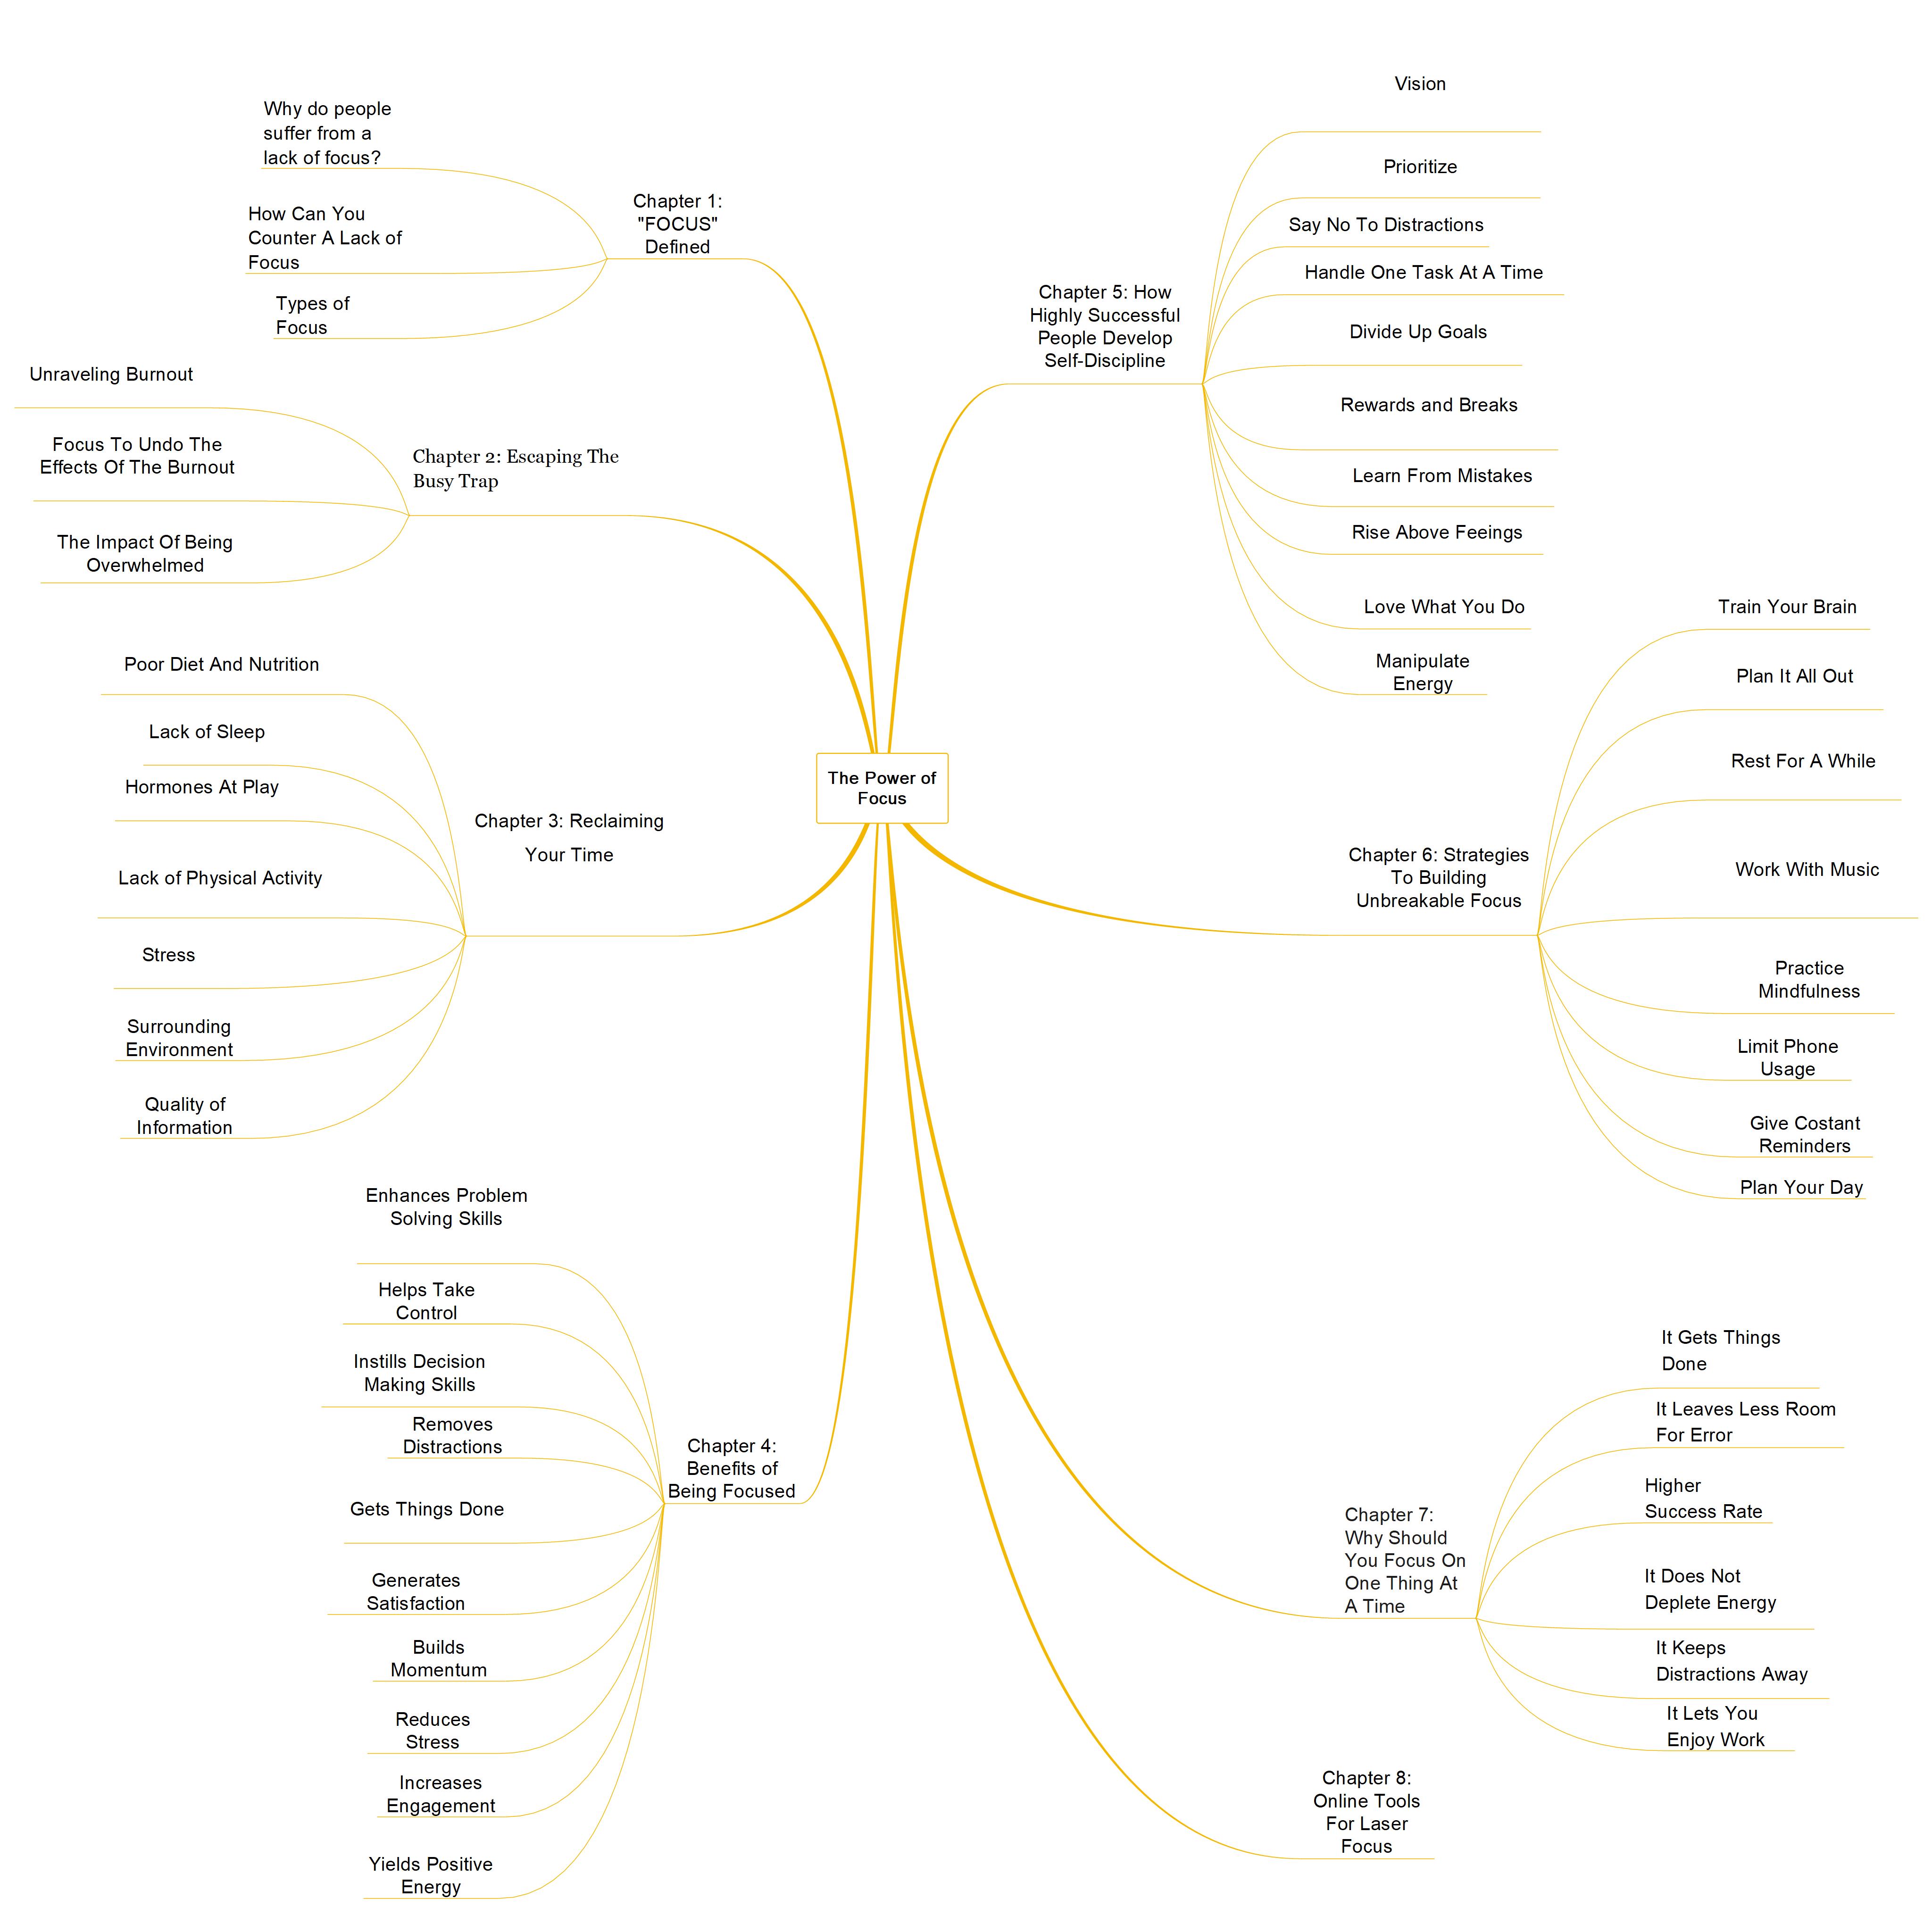 The Power of
Focus
Chapter 1:
"FOCUS"
Defined
Why do people
suffer from a
lack of focus?
How Can You
Counter A Lack of
Focus
Types of
Focus
Chapter 2: Escaping The
Busy Trap
Unraveling Burnout
Focus To Undo The
Effects Of The Burnout
The Impact Of Being
Overwhelmed
Chapter 3: Reclaiming
Your Time
Poor Diet And Nutrition
Lack of Sleep
Hormones At Play
Lack of Physical Activity
Stress
Surrounding
Environment
Quality of
Information
Chapter 4:
Benefits of
Being Focused
Enhances Problem
Solving Skills
Helps Take
Control
Instills Decision
Making Skills
Removes
Distractions
Gets Things Done
Generates
Satisfaction
Builds
Momentum
Reduces
Stress
Increases
Engagement
Yields Positive
Energy
Chapter 5: How
Highly Successful
People Develop
Self-Discipline
Vision
Prioritize
Say No To Distractions
Handle One Task At A Time
Divide Up Goals
Rewards and Breaks
Learn From Mistakes
Rise Above Feeings
Love What You Do
Manipulate
Energy
Chapter 6: Strategies
To Building
Unbreakable Focus
Train Your Brain
Plan It All Out
Rest For A While
Work With Music
Practice
Mindfulness
Limit Phone
Usage
Give Costant
Reminders
Plan Your Day
Chapter 7:
Why Should
You Focus On
One Thing At
A Time
It Gets Things
Done
It Leaves Less Room
For Error
Higher
Success Rate
It Does Not
Deplete Energy
It Keeps
Distractions Away
It Lets You
Enjoy Work
Chapter 8:
Online Tools
For Laser
Focus